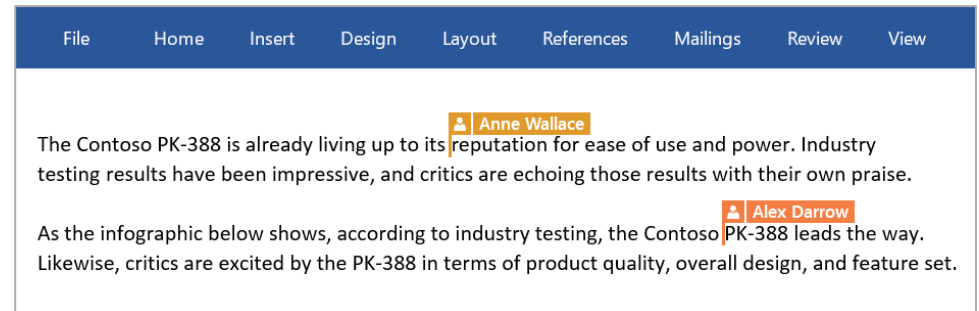 File Home Insert Design Layout References Mailings Review View
Anne Wallace
The Contoso PK-388 is already living up to its reputation for ease of use and power. Industry
testing results have been impressive, and critics are echoing those results with their own praise.
Alex Darrow
As the infographic below shows, according to industry testing, the Contoso PK-388 leads the way.
Likewise, critics are excited by the PK-388 in terms of product quality, overall design, and feature set.